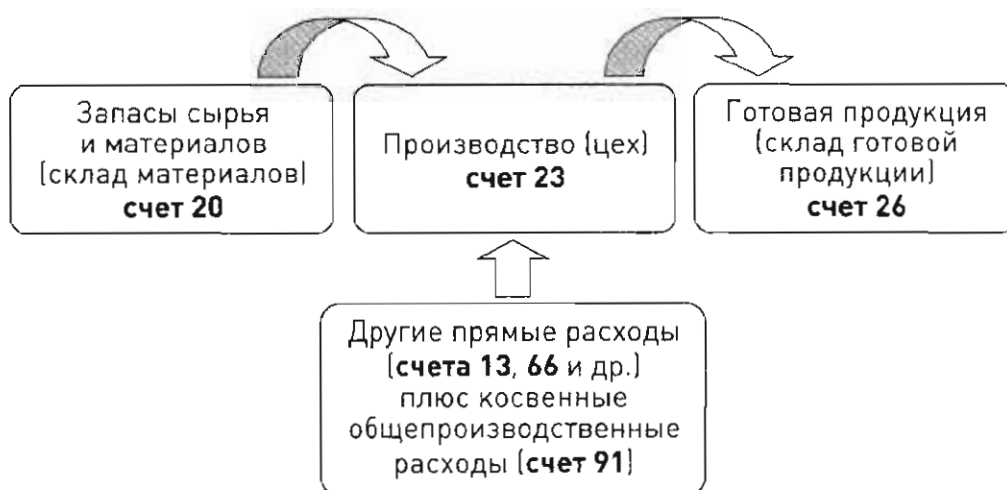 Запасы сырья
и материалов
(склад материалов)
счет 20
Производство (цех)
счет 23
Готовая продукция
(склад готовой
продукции)
счет 26
Другие прямые расходы
(счета 13, 66 и др.)
плюс косвенные
общепроизводственные
расходы (счет 91)